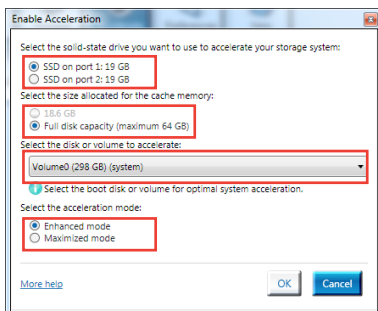 Enable Acceleration
Select the solid-state drive you want to use to accelerate your storage system:
SSD on port 1: 19 GB
SSD on port 2: 19 GB
Select the size allocated for the cache memory:
18.6 GB
Full disk capacity (maximum 64 GB)
Select the disk or volume to accelerate:
Volume0 (298 GB) (system)
Select the boot disk or volume for optimal system acceleration.
Select the acceleration mode:
Enhanced mode
Maximized mode
More help
OK
Cancel